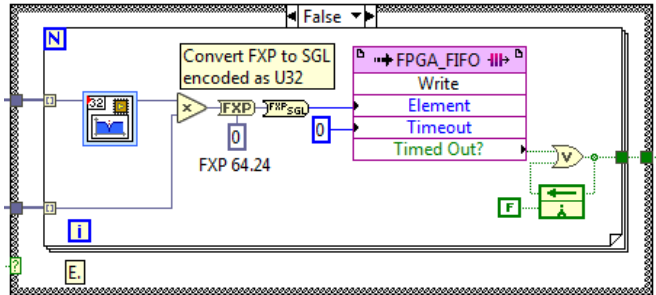 False
N
Convert FXP to SGL
encoded as U32
FPGA_FIFO
Write
Element
Timeout
Timed Out?
32
×
FXP
FXP SGL
0
0
FXP 64.24
V
F
i
?
E.